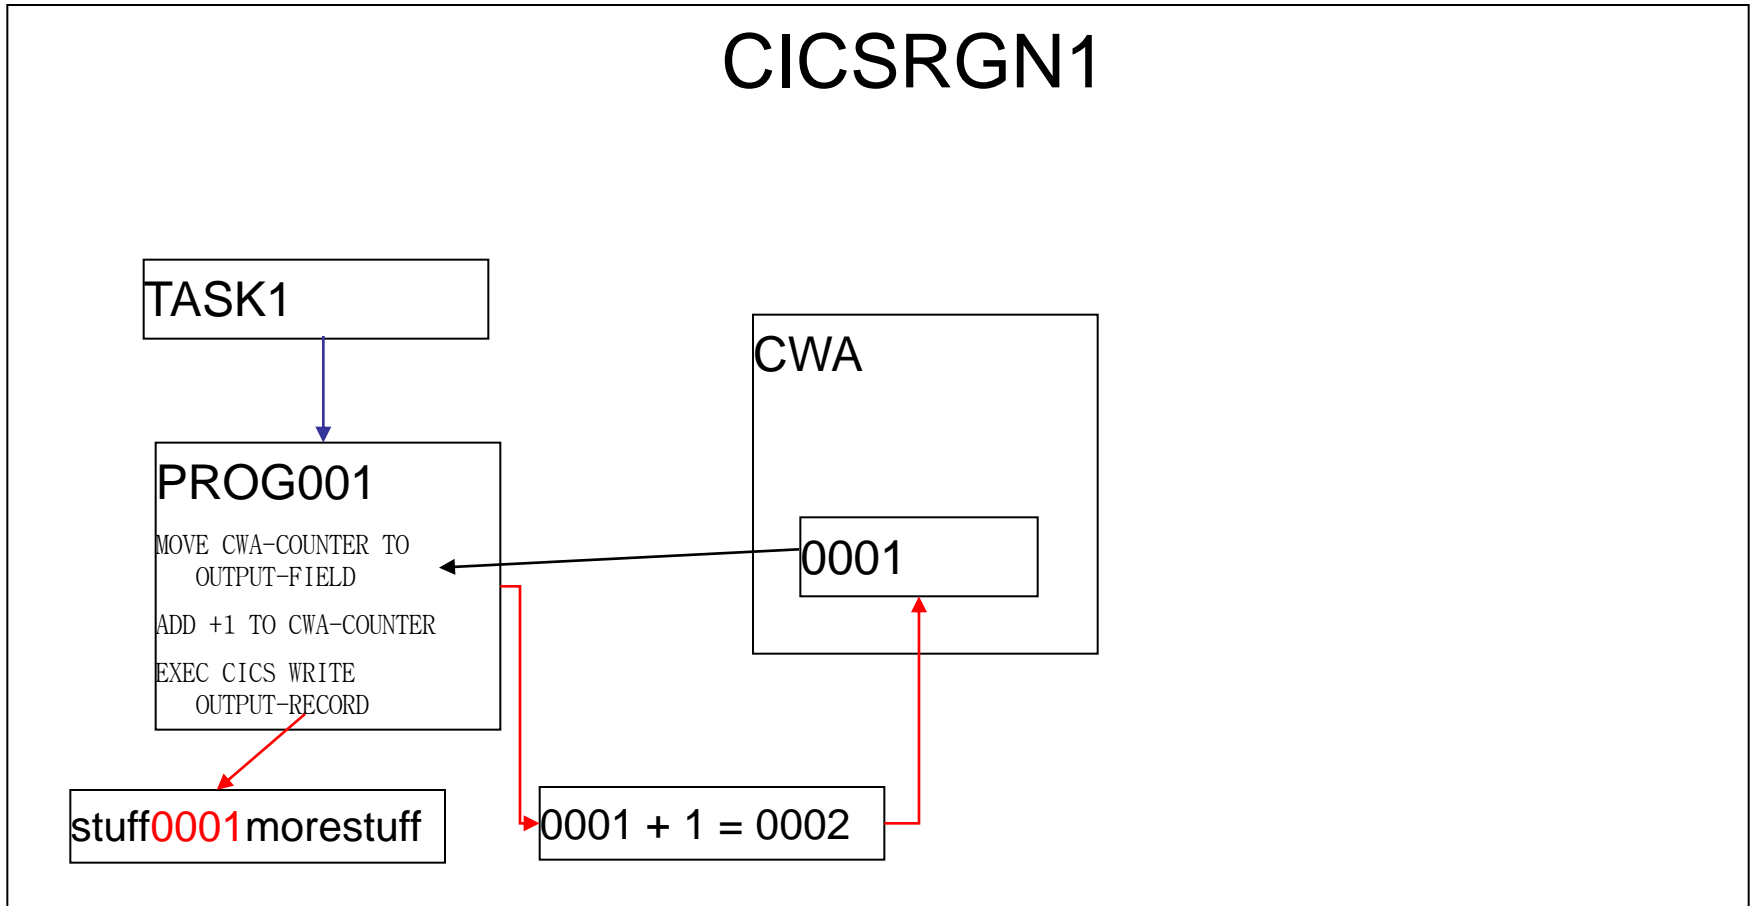 CICSRGN1
TASK1
CWA
PROG001
MOVE CWA-COUNTER TO
OUTPUT-FIELD
0001
ADD +1 TO CWA-COUNTER
EXEC CICS WRITE
OUTPUT-RECORD
stuff0001morestuff
0001 + 1 = 0002